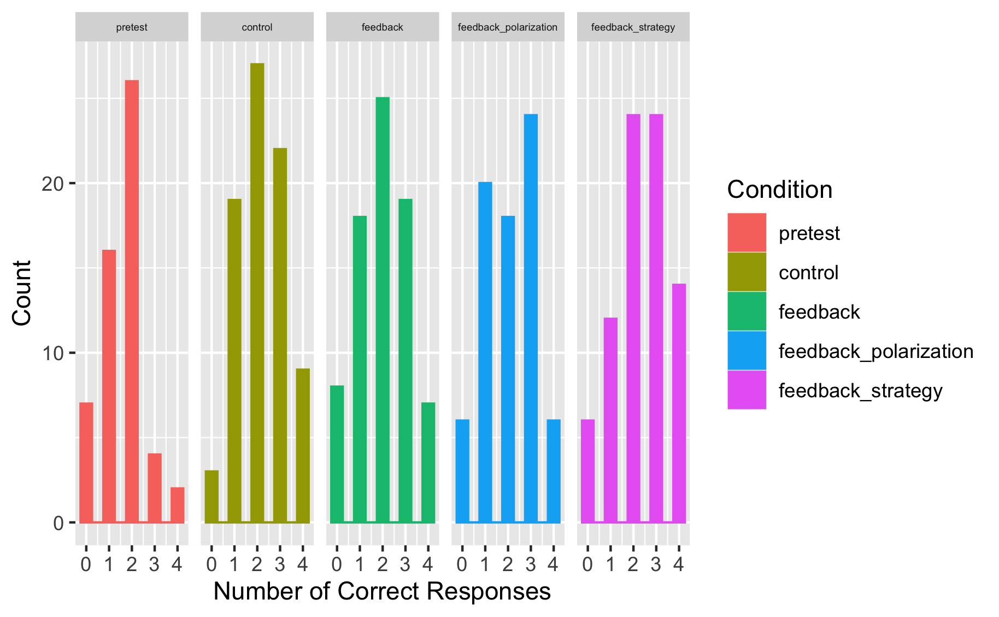 pretest control feedback feedback_polarization feedback_strategy
20
10
0
Count
0 1 2 3 4 0 1 2 3 4 0 1 2 3 4 0 1 2 3 4 0 1 2 3 4
Number of Correct Responses
Condition
pretest
control
feedback
feedback_polarization
feedback_strategy